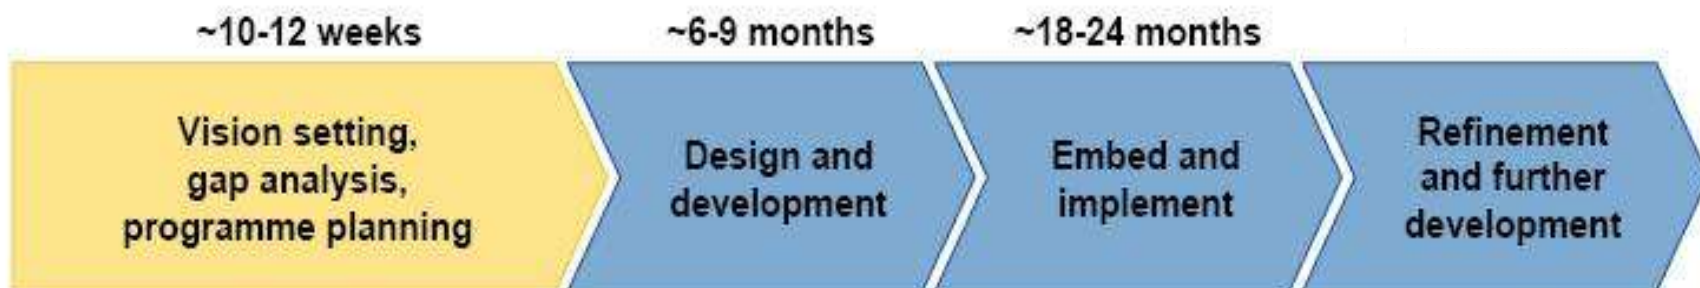 ~10-12 weeks
~6-9 months
~18-24 months
Vision setting,
gap analysis,
programme planning
Design and
development
Embed and
implement
Refinement
and further
development